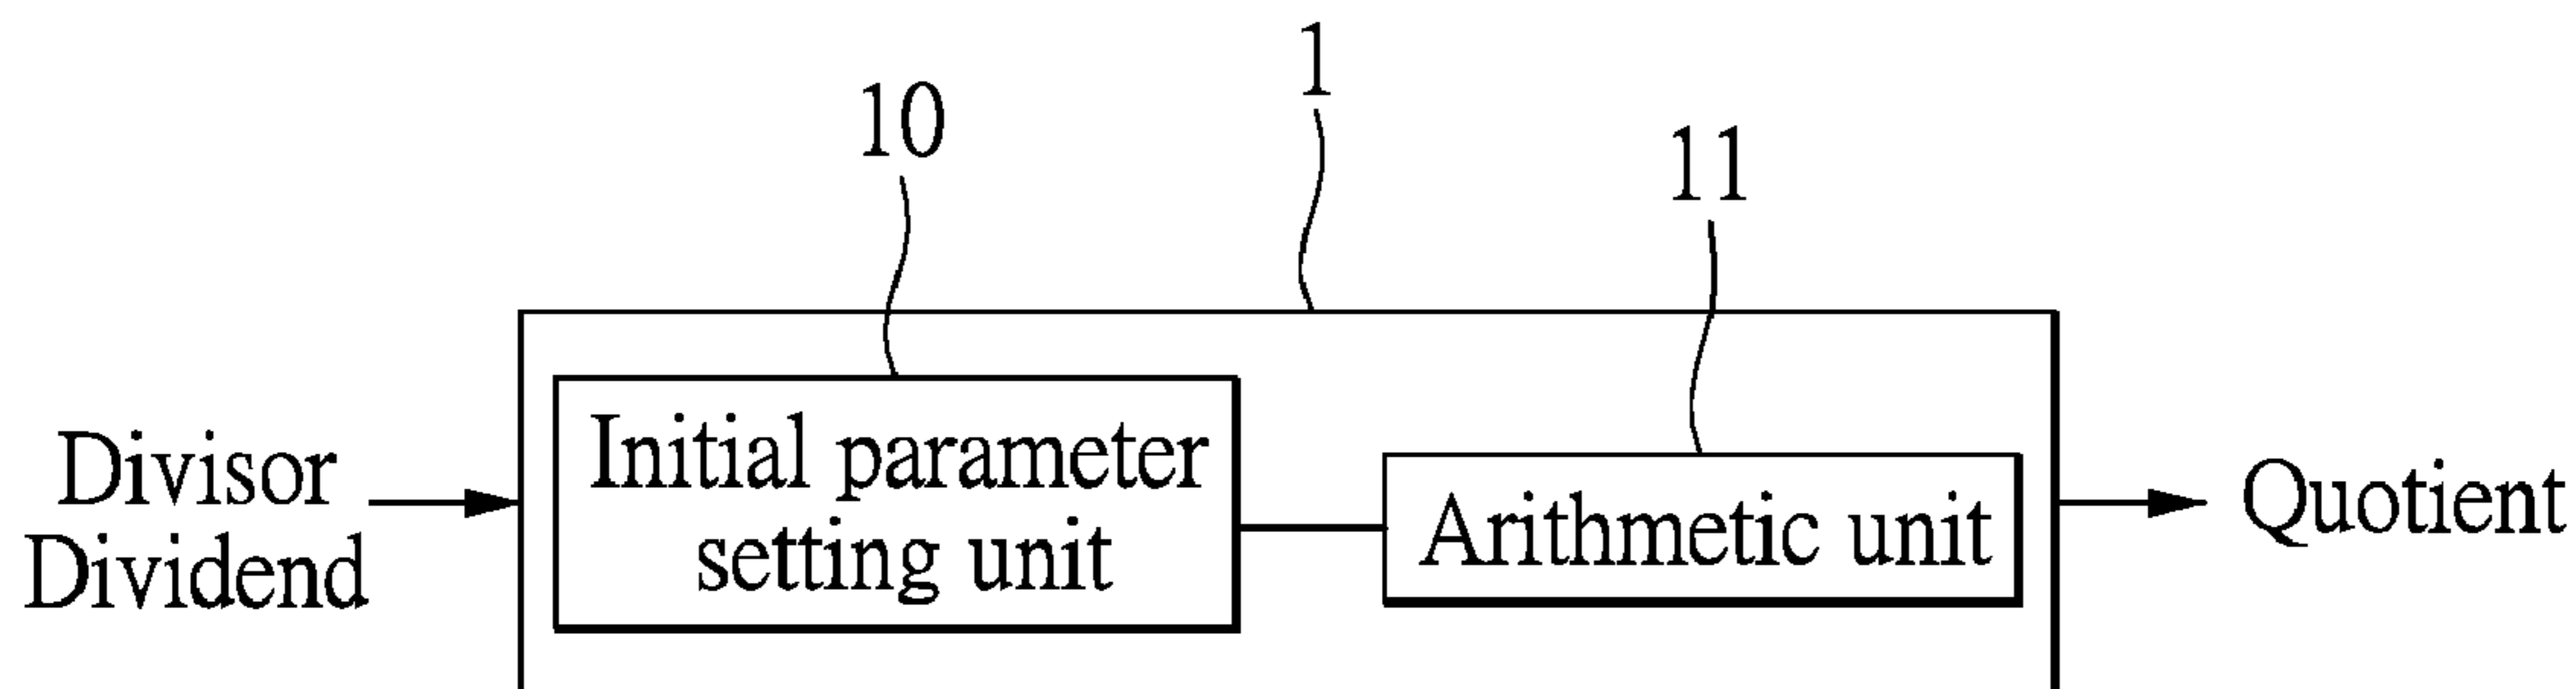 1
10
11
Divisor
Dividend
Initial parameter
setting unit
Arithmetic unit
Quotient